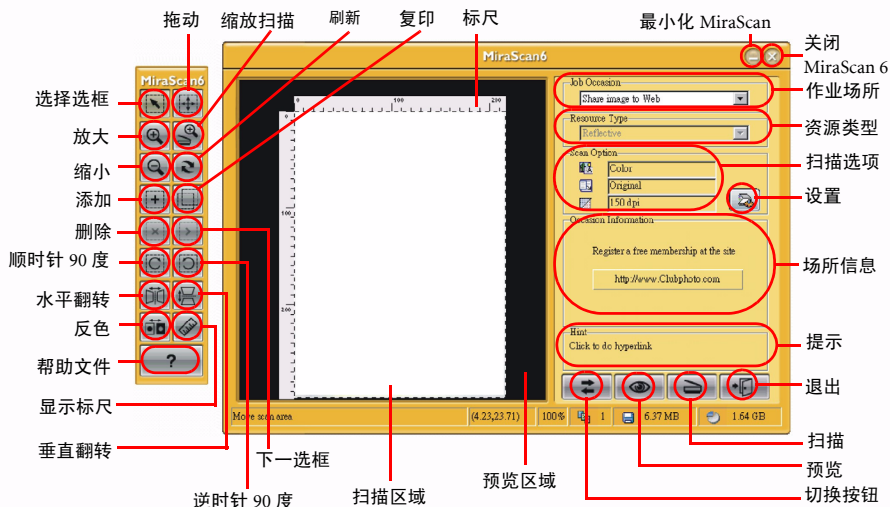 拖动
缩放扫描
刷新
复印
标尺
最小化 MiraScan
关闭
MiraScan 6
MiraScan6
选择选框
放大
缩小
添加
删除
顺时针 90 度
水平翻转
反色
帮助文件
?
显示标尺
垂直翻转
逆时针 90 度
下一选框
MiraScan6
0
100
200
0
100
200
Job Occasion
Share image to Web
作业场所
Resource Type
Reflective
资源类型
Scan Option
Color
Original
150 dpi
扫描选项
设置
Occasion Information
Register a free membership at the site
http://www.Clubphoto.com
场所信息
Hint
Click to do hyperlink
提示
退出
Move scan area
(4.23,23.71)
100%
1
6.37 MB
1.64 GB
扫描
预览
切换按钮
扫描区域
预览区域